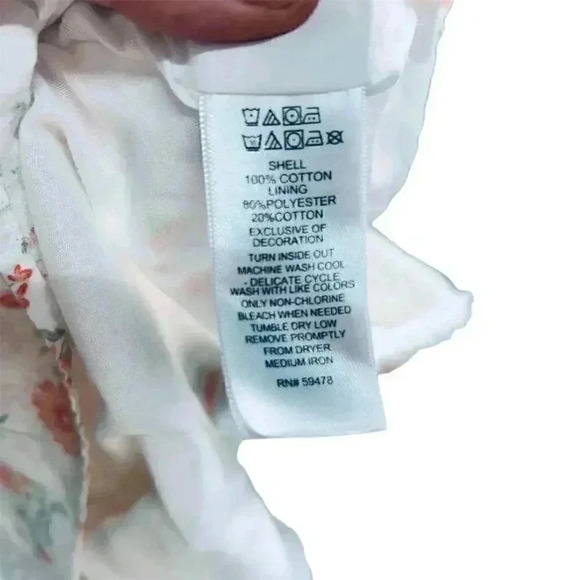 SHELL
100% COTTON
LINING
80%POLYESTER
20%COTTON
EXCLUSIVE OF
DECORATION
TURN INSIDE OUT
MACHINE WASH COOL
- DELICATE CYCLE
WASH WITH LIKE COLORS
ONLY NON-CHLORINE
BLEACH WHEN NEEDED
TUMBLE DRY LOW
REMOVE PROMPTLY
FROM DRYER
MEDIUM IRON
RN# 59478